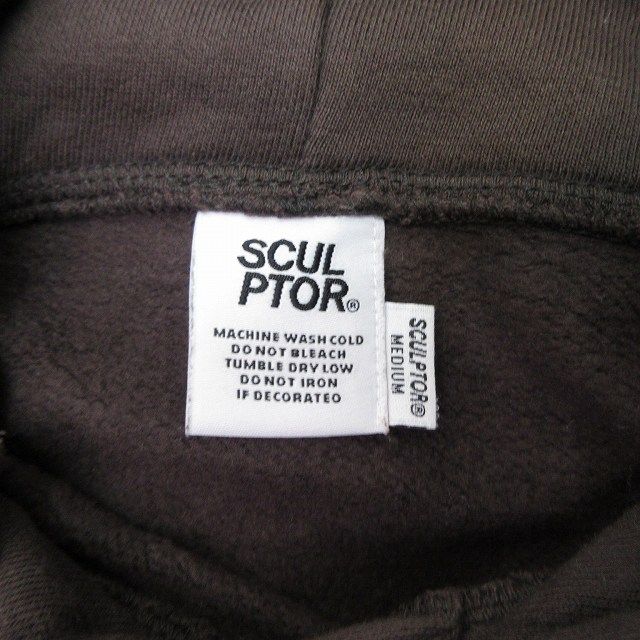 SCUL
PTOR®
MACHINE WASH COLD
DO NOT BLEACH
TUMBLE DRY LOW
DO NOT IRON
IF DECORATED
SCULPTOR®
MEDIUM